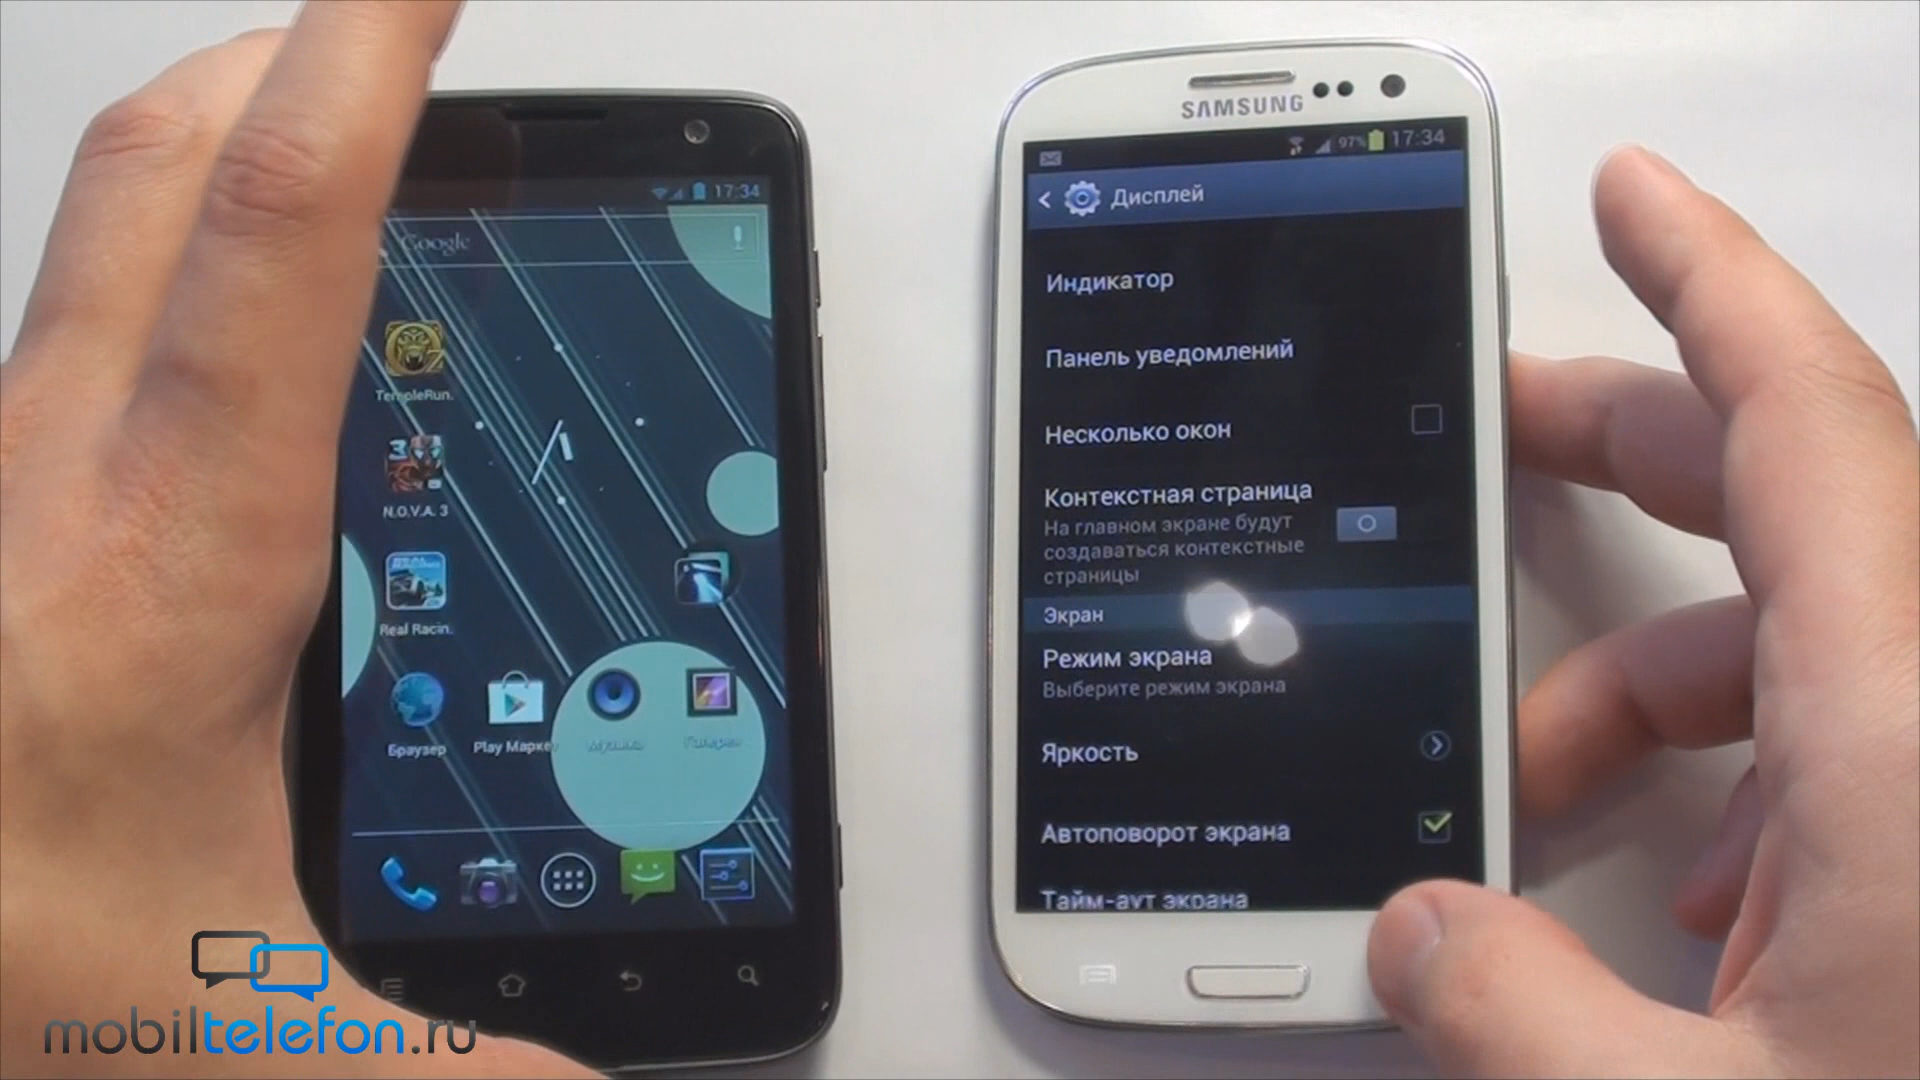 SAMSUNG
97% 17:34
Дисплей
Индикатор
Панель уведомлений
Несколько окон
Контекстная страница
На главном экране будут
создаваться контекстные
страницы
Экран
Режим экрана
Выберите режим экрана
Яркость
Автоповорот экрана
Тайм-аут экрана
17:34
Google
TempleRun.
N.O.V.A. 3
Real Racin.
Браузер
Play Марке
Музыка
Галерея
mobiltelefon.ru